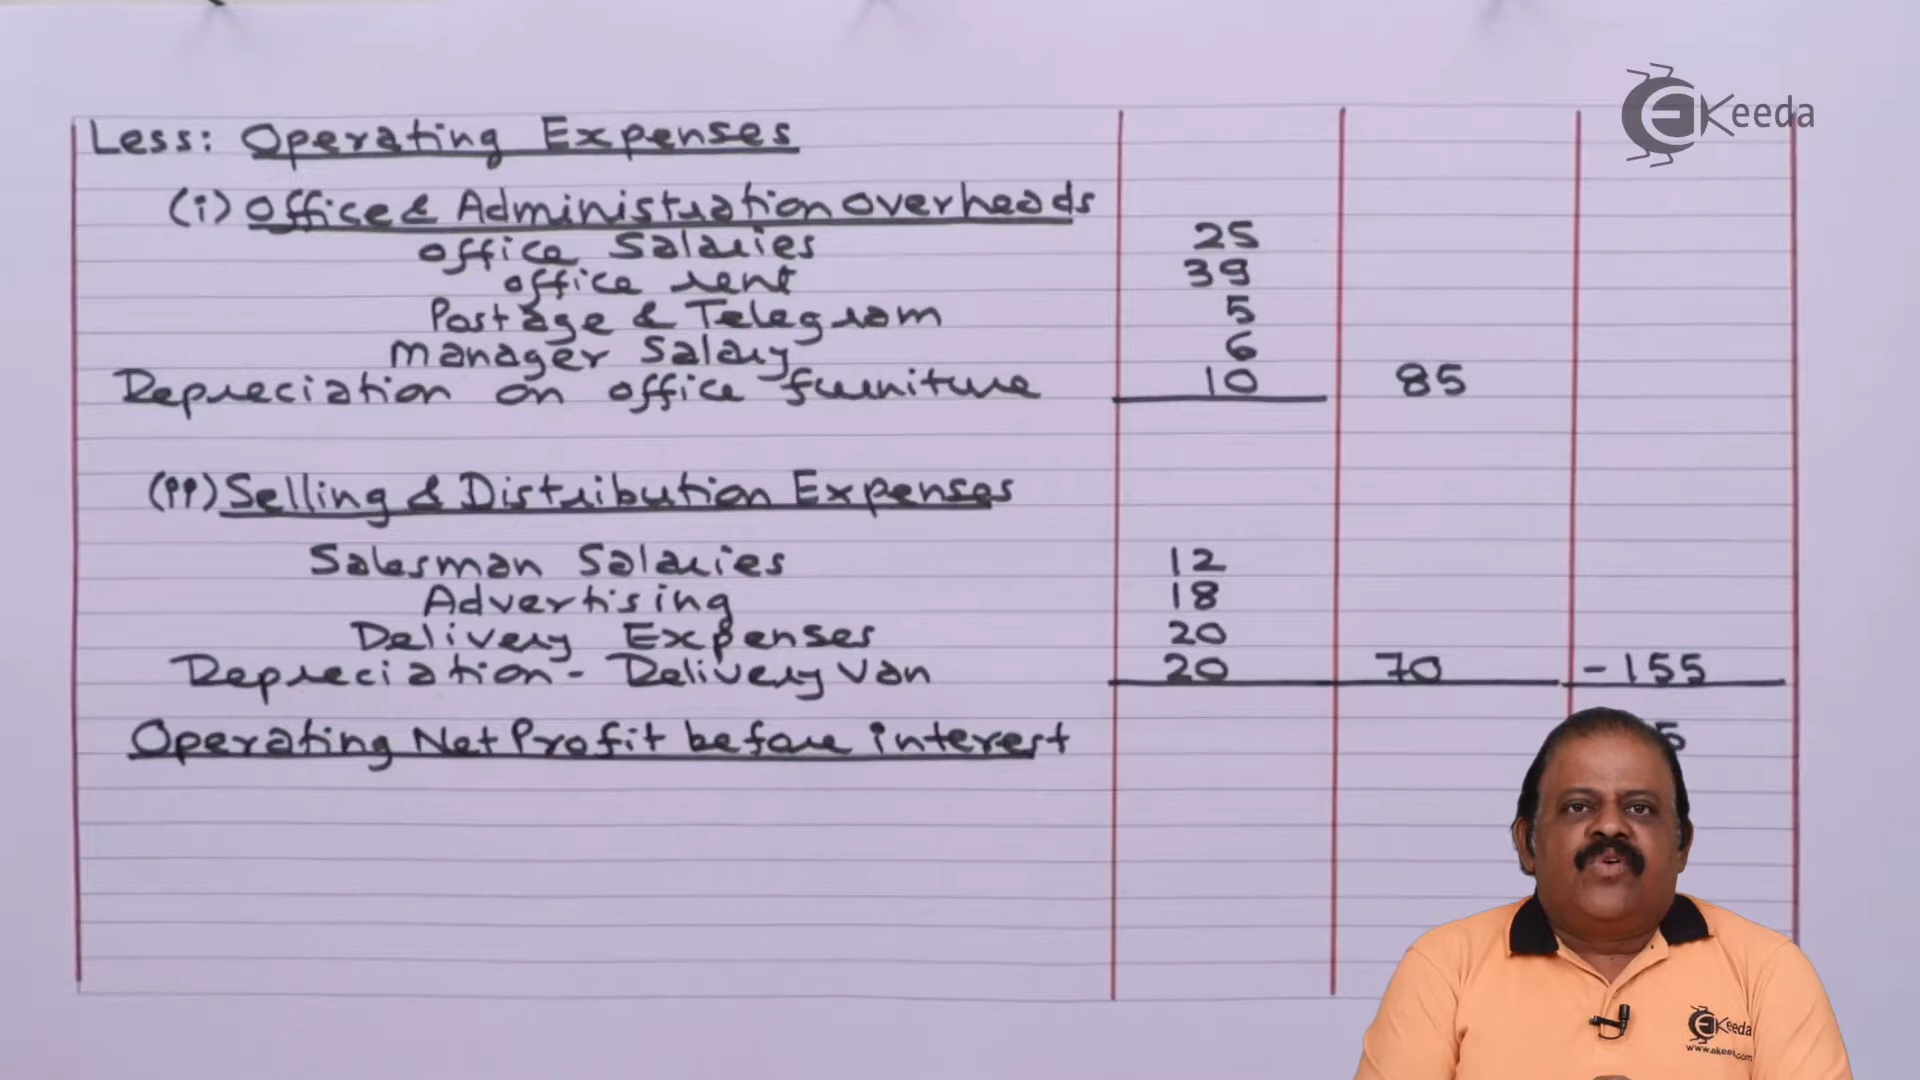 EKeeda
Less: Operating Expenses
(i) Office & Administration overheads
office Salaries 25
office rent 39
Postage & Telegram 5
Manager Salary 6
Depreciation on office furniture 10 85
(ii) Selling & Distribution Expenses
Salesman Salaries 12
Advertising 18
Delivery Expenses 20
Depreciation - Delivery Van 20 70 -155
Operating Net Profit before interest
EKeeda
www.ekeeda.com